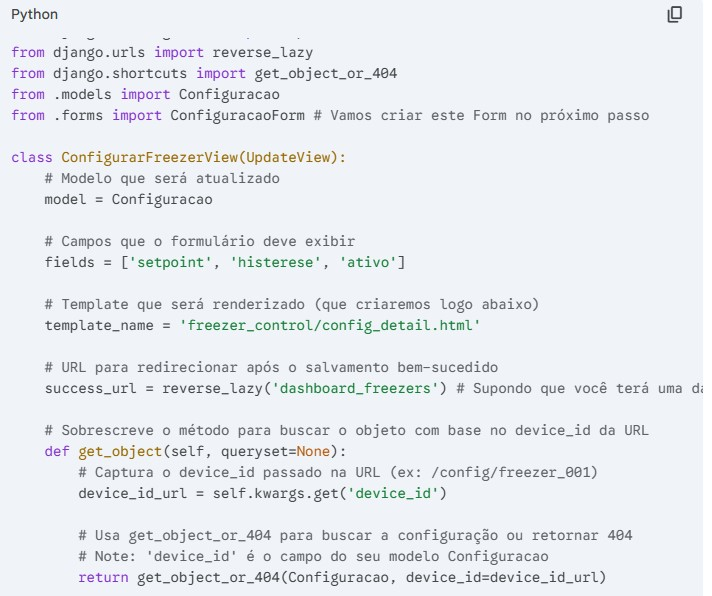 Python
from django.urls import reverse_lazy
from django.shortcuts import get_object_or_404
from .models import Configuracao
from .forms import ConfiguracaoForm # Vamos criar este Form no próximo passo
class ConfigurarFreezerView(UpdateView):
# Modelo que será atualizado
model = Configuracao
# Campos que o formulário deve exibir
fields = ['setpoint', 'histerese', 'ativo']
# Template que será renderizado (que criaremos logo abaixo)
template_name = 'freezer_control/config_detail.html'
# URL para redirecionar após o salvamento bem-sucedido
success_url = reverse_lazy('dashboard_freezers') # Supondo que você terá uma
# Sobrescreve o método para buscar o objeto com base no device_id da URL
def get_object(self, queryset=None):
# Captura o device_id passado na URL (ex: /config/freezer_001)
device_id_url = self.kwargs.get('device_id')
# Usa get_object_or_404 para buscar a configuração ou retornar 404
# Note: 'device_id' é o campo do seu modelo Configuracao
return get_object_or_404(Configuracao, device_id=device_id_url)